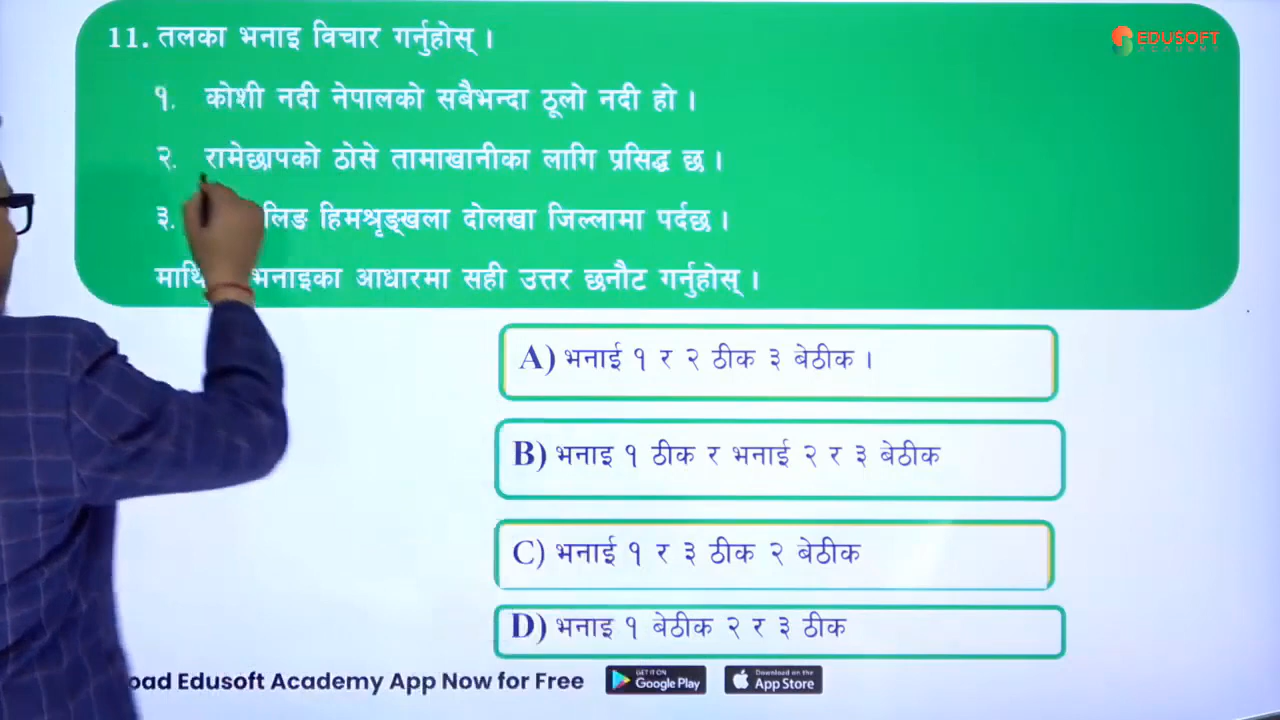 11. तलका भनाइ विचार गर्नुहोस् ।
EDUSOFT
ACADEMY
१. कोशी नदी नेपालको सबैभन्दा ठूलो नदी हो ।
२. रामेछापको ठोसे तामाखानीका लागि प्रसिद्ध छ ।
३. हिमश्रृङ्खला दोलखा जिल्लामा पर्दछ ।
भनाइका आधारमा सही उत्तर छनौट गर्नुहोस् ।
A) भनाई १ र २ ठीक ३ बेठीक ।
B) भनाइ १ ठीक र भनाई २ र ३ बेठीक
C) भनाई १ र ३ ठीक २ बेठीक
D) भनाइ १ बेठीक २ र ३ ठीक
Edusoft Academy App Now for Free
GET IT ON
Google Play
Download on the
App Store